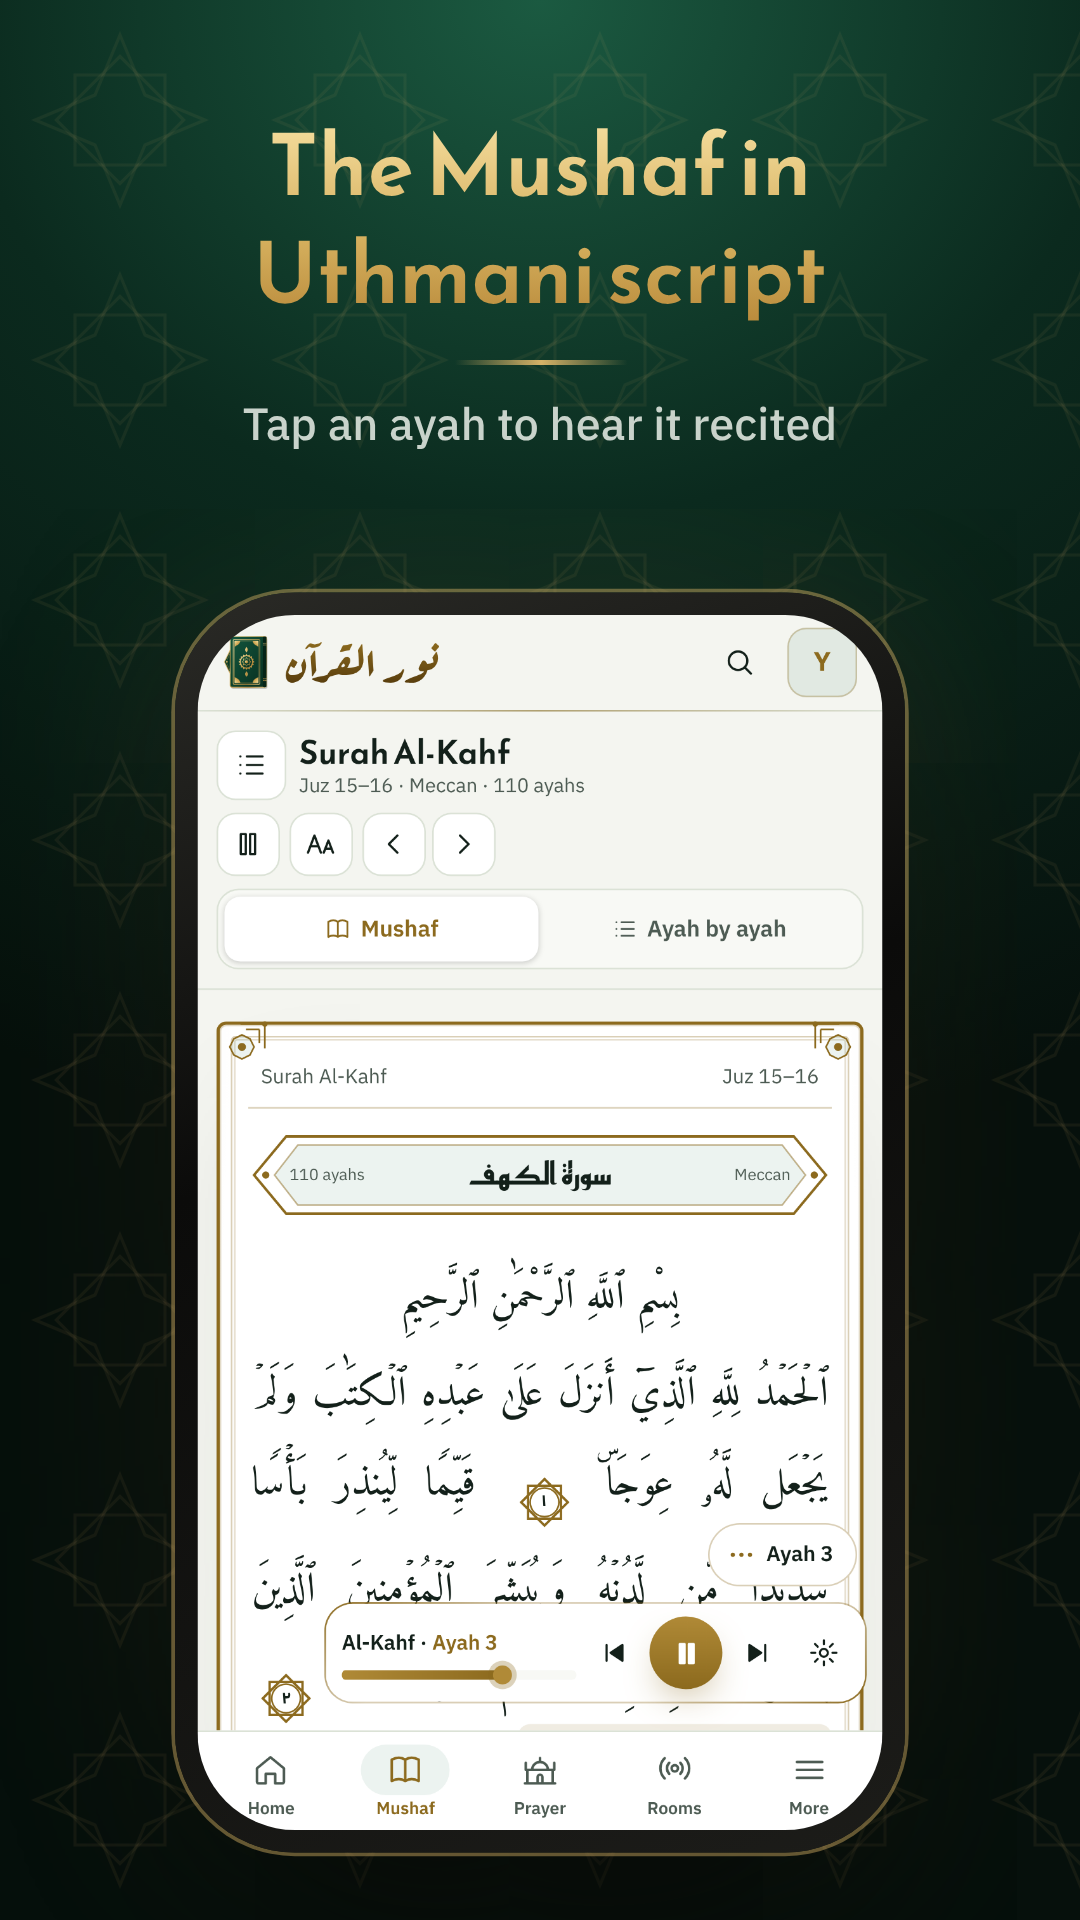 The Mushaf in
Uthmani script
Tap an ayah to hear it recited
نور القرآن
Y
Surah Al-Kahf
Juz 15–16 · Meccan · 110 ayahs
AA
Mushaf
Ayah by ayah
Surah Al-Kahf
Juz 15–16
110 ayahs
سورة الكهف
Meccan
بِسْمِ ٱللَّهِ ٱلرَّحْمَٰنِ ٱلرَّحِيمِ
ٱلْحَمْدُ لِلَّهِ ٱلَّذِىٓ أَنزَلَ عَلَىٰ عَبْدِهِ ٱلْكِتَٰبَ وَلَمْ
يَجْعَل لَّهُۥ عِوَجَاۜ ١ قَيِّمًا لِّيُنذِرَ بَأْسًا
شَدِيدًا مِّن لَّدُنْهُ وَيُبَشِّرَ ٱلْمُؤْمِنِينَ ٱلَّذِينَ
Ayah 3
Al-Kahf · Ayah 3
٢
Home
Mushaf
Prayer
Rooms
More